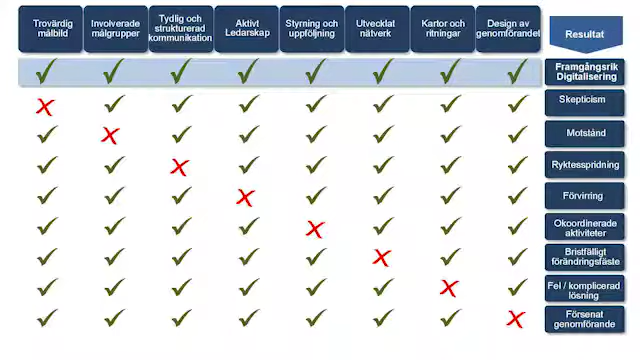 Trovärdig
målbild
Involverade
målgrupper
Tydlig och
strukturerad
kommunikation
Aktivt
Ledarskap
Styrning och
uppföljning
Utvecklat
nätverk
Kartor och
ritningar
Design av
genomförandet
Resultat
Framgångsrik
Digitalisering
Skepticism
Motstånd
Ryktesspridning
Förvirring
Okoordinerade
aktiviteter
Bristfälligt
förändringsfäste
Fel / komplicerad
lösning
Försenat
genomförande